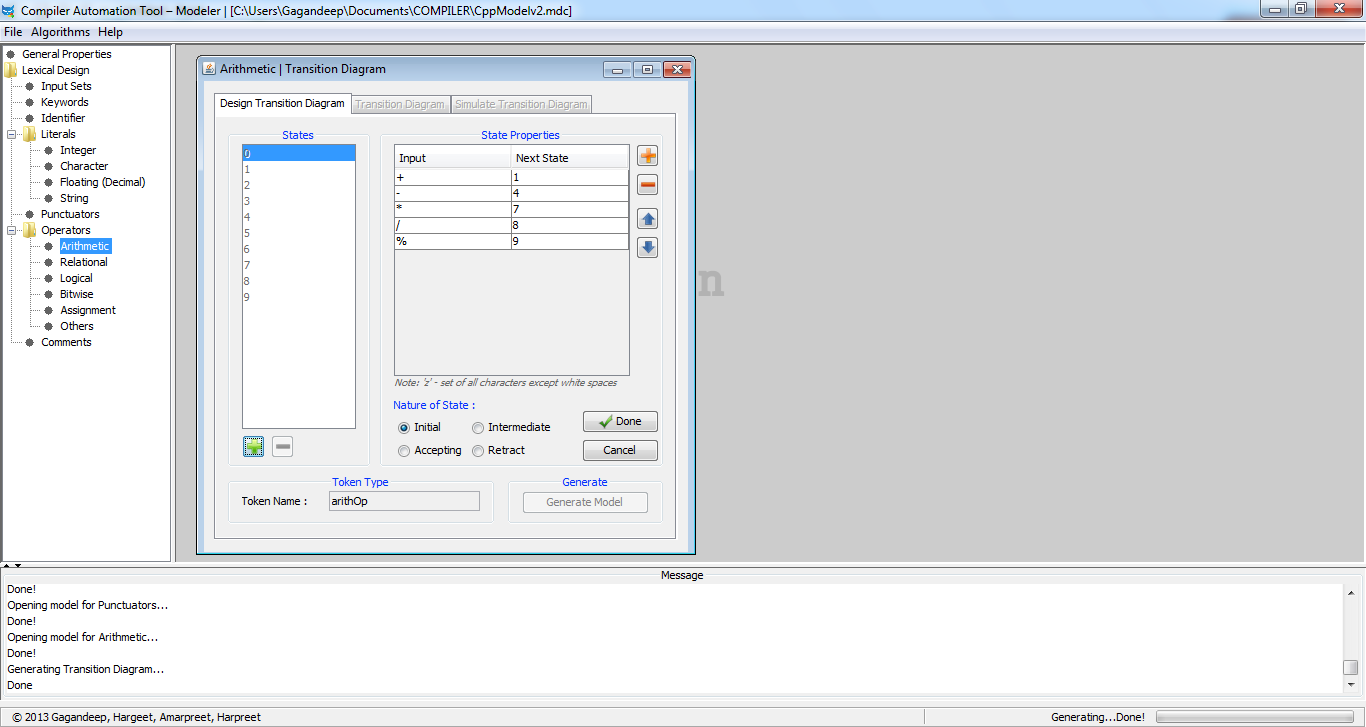 Compiler Automation Tool – Modeler | [C:\Users\Gagandeep\Documents\COMPILER\CppModelv2.mdc]
File Algorithms Help
General Properties
Lexical Design
Input Sets
Keywords
Identifier
Literals
Integer
Character
Floating (Decimal)
String
Punctuators
Operators
Arithmetic
Relational
Logical
Bitwise
Assignment
Others
Comments
Arithmetic | Transition Diagram
Design Transition Diagram Transition Diagram Simulate Transition Diagram
States
0
1
2
3
4
5
6
7
8
9
State Properties
Input Next State
+ 1
- 4
* 7
/ 8
% 9
Note: 'z' - set of all characters except white spaces
Nature of State :
Initial Intermediate
Accepting Retract
Done
Cancel
Token Type
Token Name : arithOp
Generate
Generate Model
n
Message
Done!
Opening model for Punctuators...
Done!
Opening model for Arithmetic...
Done!
Generating Transition Diagram...
Done
© 2013 Gagandeep, Hargeet, Amarpreet, Harpreet
Generating...Done!